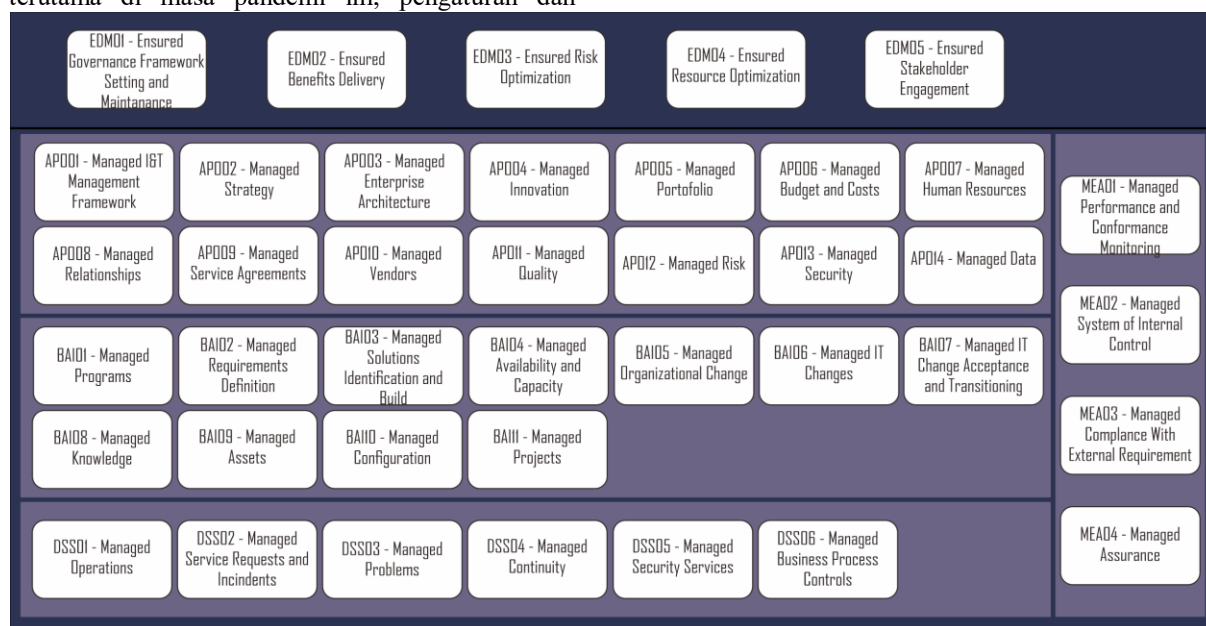 terutama di masa pandemi ini, pengaturan dan
EDM01 - Ensured
Governance Framework
Setting and
Maintanance
EDM02 - Ensured
Benefits Delivery
EDM03 - Ensured Risk
Optimization
EDM04 - Ensured
Resource Optimization
EDM05 - Ensured
Stakeholder
Engagement
APO01 - Managed I&T
Management
Framework
APO02 - Managed
Strategy
APO03 - Managed
Enterprise
Architecture
APO04 - Managed
Innovation
APO05 - Managed
Portofolio
APO06 - Managed
Budget and Costs
APO07 - Managed
Human Resources
APO08 - Managed
Relationships
APO09 - Managed
Service Agreements
APO10 - Managed
Vendors
APO11 - Managed
Quality
APO12 - Managed Risk
APO13 - Managed
Security
APO14 - Managed Data
BAI01 - Managed
Programs
BAI02 - Managed
Requirements
Definition
BAI03 - Managed
Solutions
Identification and
Build
BAI04 - Managed
Availability and
Capacity
BAI05 - Managed
Organizational Change
BAI06 - Managed IT
Changes
BAI07 - Managed IT
Change Acceptance
and Transitioning
BAI08 - Managed
Knowledge
BAI09 - Managed
Assets
BAI10 - Managed
Configuration
BAI11 - Managed
Projects
DSS01 - Managed
Operations
DSS02 - Managed
Service Requests and
Incindents
DSS03 - Managed
Problems
DSS04 - Managed
Continuity
DSS05 - Managed
Security Services
DSS06 - Managed
Business Process
Controls
MEA01 - Managed
Performance and
Conformance
Monitoring
MEA02 - Managed
System of Internal
Control
MEA03 - Managed
Compliance With
External Requirement
MEA04 - Managed
Assurance